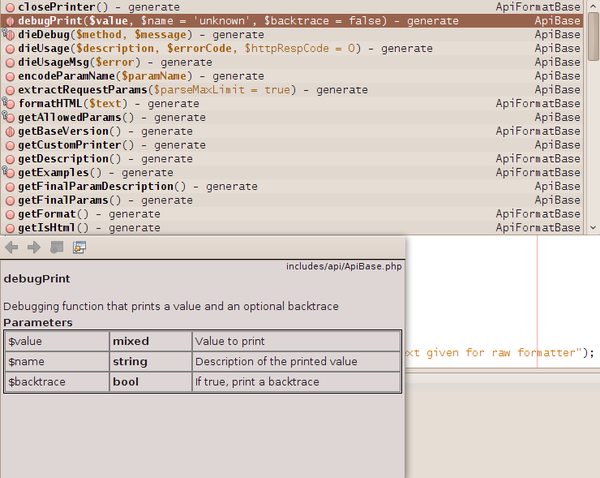 closePrinter() - generate ApiFormatBase
debugPrint($value, $name = 'unknown', $backtrace = false) - generate ApiBase
dieDebug($method, $message) - generate ApiBase
dieUsage($description, $errorCode, $httpRespCode = 0) - generate ApiBase
dieUsageMsg($error) - generate ApiBase
encodeParamName($paramName) - generate ApiBase
extractRequestParams($parseMaxLimit = true) - generate ApiBase
formatHTML($text) - generate ApiFormatBase
getAllowedParams() - generate ApiBase
getBaseVersion() - generate ApiFormatBase
getCustomPrinter() - generate ApiBase
getDescription() - generate ApiFormatBase
getExamples() - generate ApiBase
getFinalParamDescription() - generate ApiBase
getFinalParams() - generate ApiBase
getFormat() - generate ApiFormatBase
getIsHtml() - generate ApiFormatBase
includes/api/ApiBase.php
debugPrint
Debugging function that prints a value and an optional backtrace
Parameters
$value mixed Value to print
ext given for raw formatter");
$name string Description of the printed value
$backtrace bool If true, print a backtrace